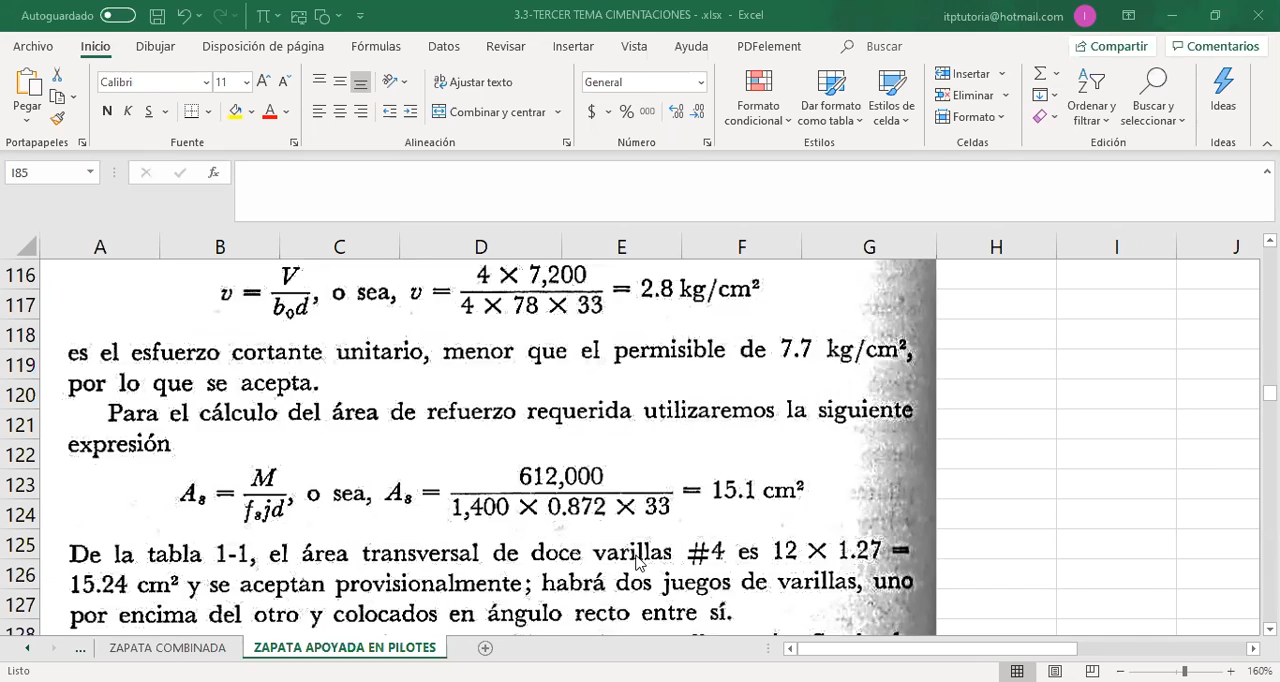 Autoguardado
3.3-TERCER TEMA CIMENTACIONES - .xlsx - Excel
itptutoria@hotmail.com
I
Archivo Inicio Dibujar Disposición de página Fórmulas Datos Revisar Insertar Vista Ayuda PDFelement Buscar Compartir Comentarios
Pegar
Calibri 11
N K S
Ajustar texto
Combinar y centrar
General
$ % 000
Formato condicional
Dar formato como tabla
Estilos de celda
Insertar
Eliminar
Formato
Ordenar y filtrar
Buscar y seleccionar
Ideas
Portapapeles Fuente Alineación Número Estilos Celdas Edición Ideas
I85
fx
A B C D E F G H I J
116
117
118
119
120
121
122
123
124
125
126
127
128
v = V / b₀d, o sea, v = 4 × 7,200 / 4 × 78 × 33 = 2.8 kg/cm²
es el esfuerzo cortante unitario, menor que el permisible de 7.7 kg/cm²,
por lo que se acepta.
Para el cálculo del área de refuerzo requerida utilizaremos la siguiente
expresión
Aₛ = M / fₛjd, o sea, Aₛ = 612,000 / 1,400 × 0.872 × 33 = 15.1 cm²
De la tabla 1-1, el área transversal de doce varillas #4 es 12 × 1.27 =
15.24 cm² y se aceptan provisionalmente; habrá dos juegos de varillas, uno
por encima del otro y colocados en ángulo recto entre sí.
... ZAPATA COMBINADA ZAPATA APOYADA EN PILOTES
Listo
160%